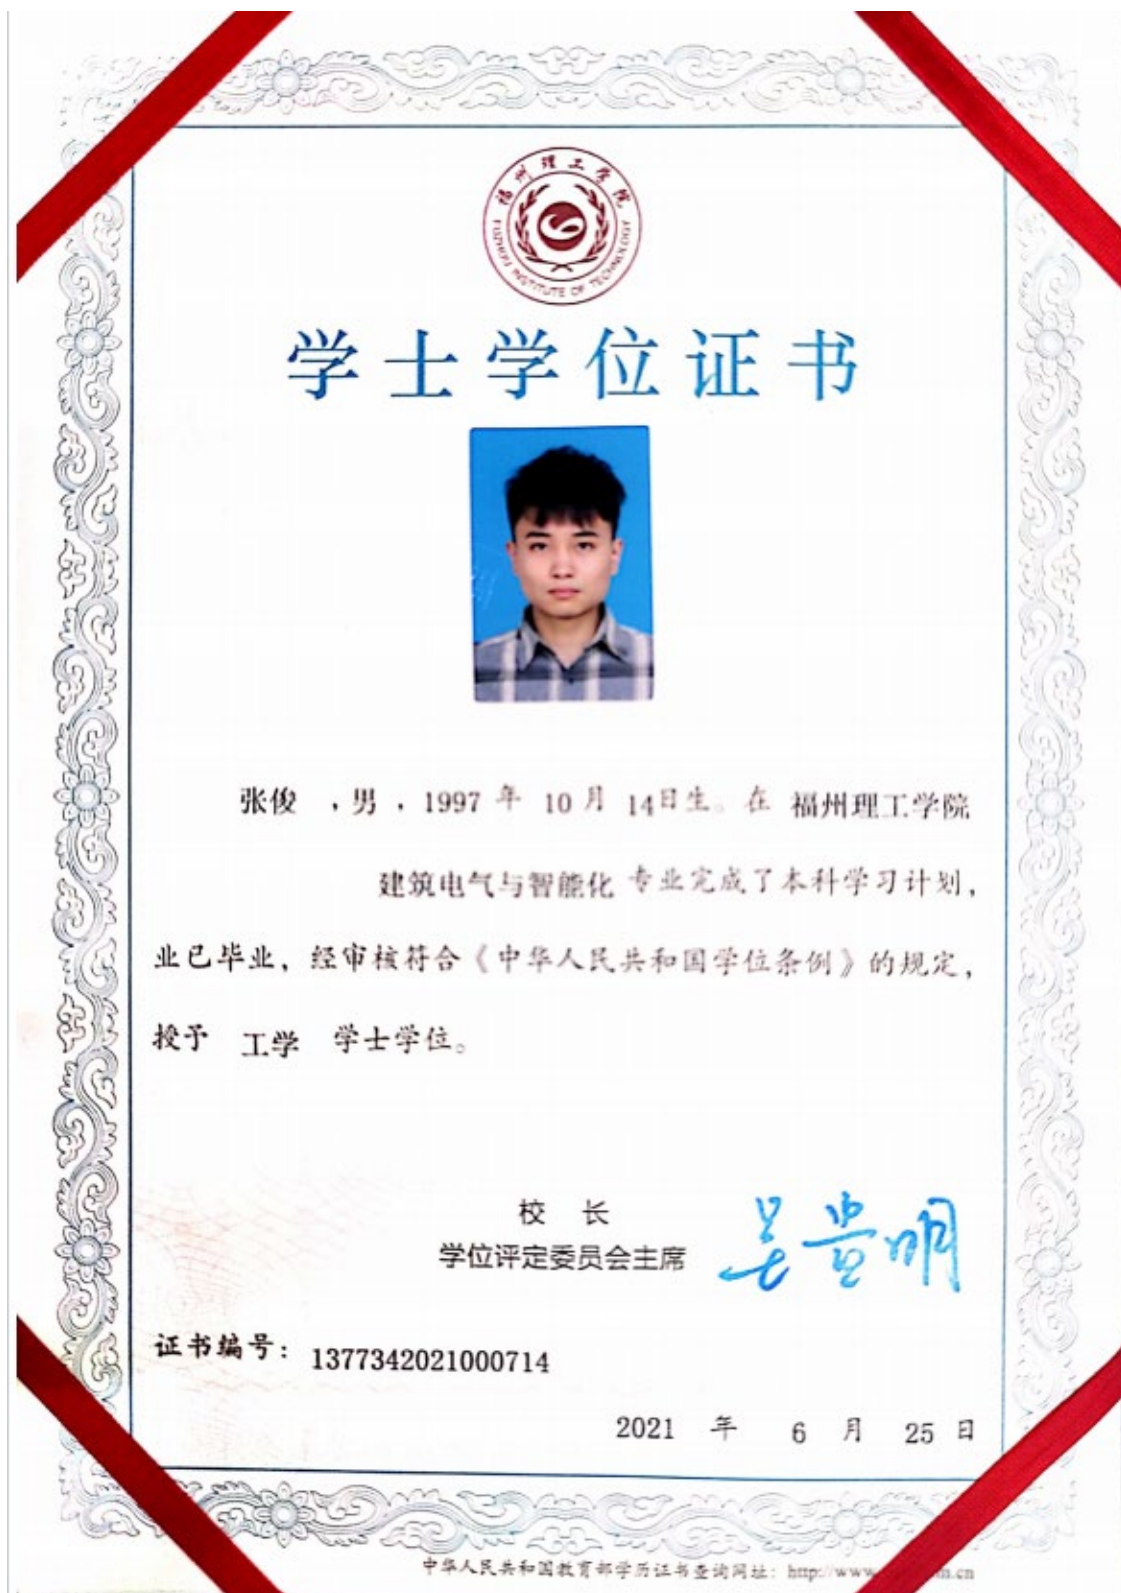 福州理工学院
FUZHOU INSTITUTE OF TECHNOLOGY
学士学位证书
张俊 ，男，1997 年 10 月 14日生。在 福州理工学院
建筑电气与智能化 专业完成了本科学习计划，
业已毕业，经审核符合《中华人民共和国学位条例》的规定，
授予 工学 学士学位。
校 长
学位评定委员会主席 吴贵明
证书编号：1377342021000714
2021 年 6 月 25 日
中华人民共和国教育部学历证书查询网址：http://www